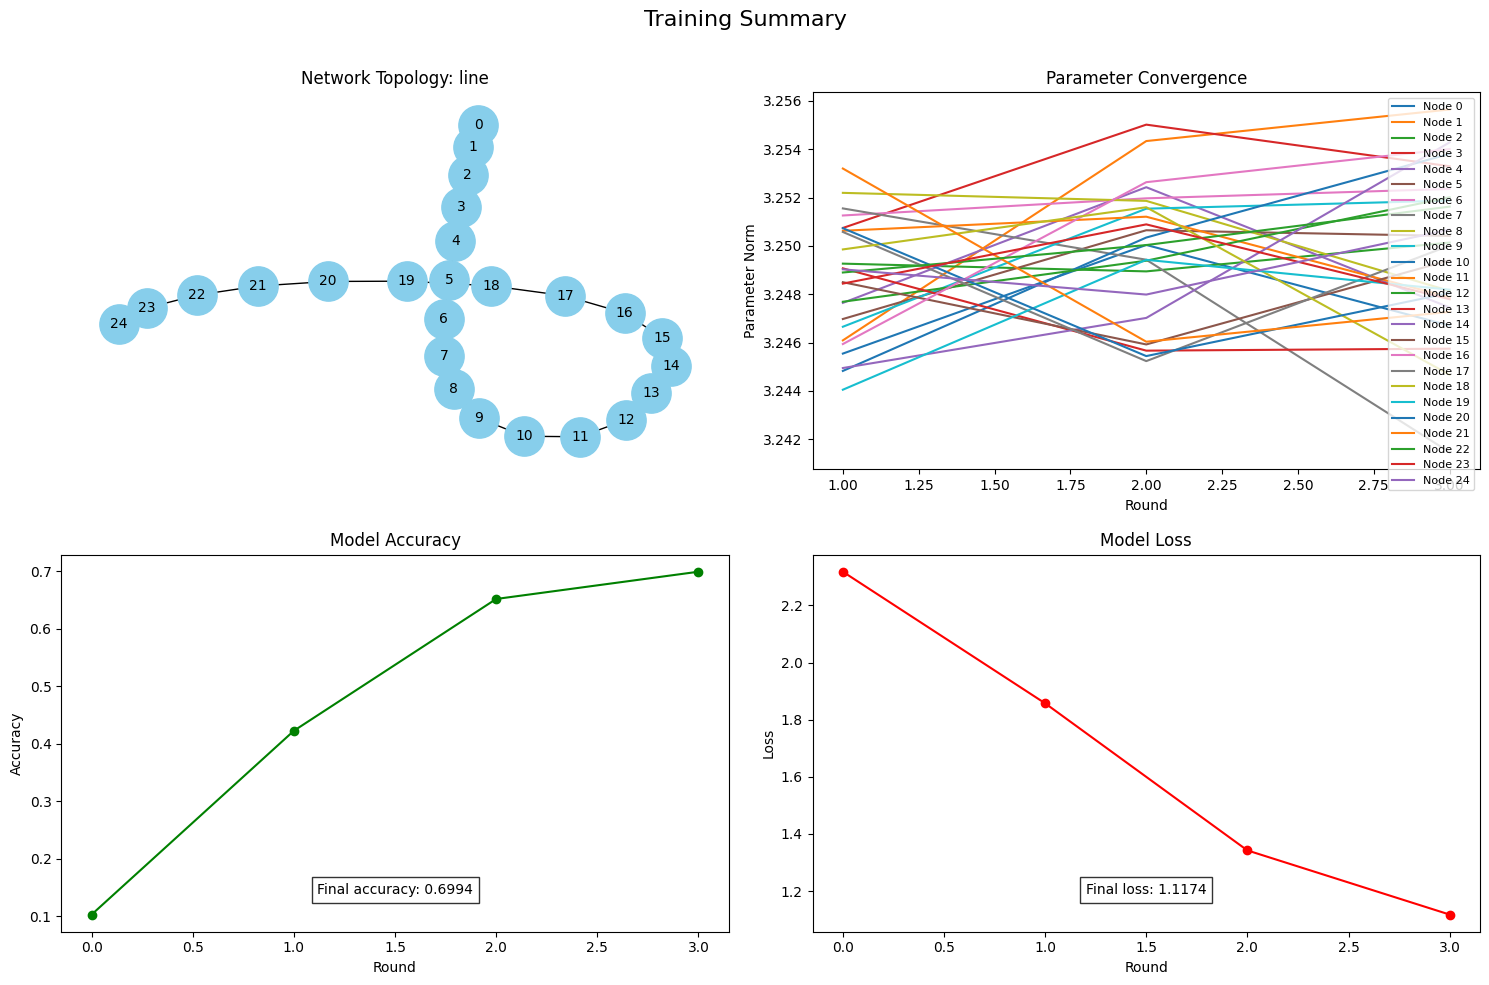 Training Summary
Network Topology: line
0
1
2
3
4
5
6
7
8
9
10
11
12
13
14
15
16
17
18
19
20
21
22
23
24
Parameter Convergence
3.256
3.254
3.252
3.250
3.248
3.246
3.244
3.242
Parameter Norm
1.00 1.25 1.50 1.75 2.00 2.25 2.50 2.75 3.00
Round
Node 0
Node 1
Node 2
Node 3
Node 4
Node 5
Node 6
Node 7
Node 8
Node 9
Node 10
Node 11
Node 12
Node 13
Node 14
Node 15
Node 16
Node 17
Node 18
Node 19
Node 20
Node 21
Node 22
Node 23
Node 24
Model Accuracy
0.7
0.6
0.5
0.4
0.3
0.2
0.1
Accuracy
Final accuracy: 0.6994
0.0 0.5 1.0 1.5 2.0 2.5 3.0
Round
Model Loss
2.2
2.0
1.8
1.6
1.4
1.2
Loss
Final loss: 1.1174
0.0 0.5 1.0 1.5 2.0 2.5 3.0
Round